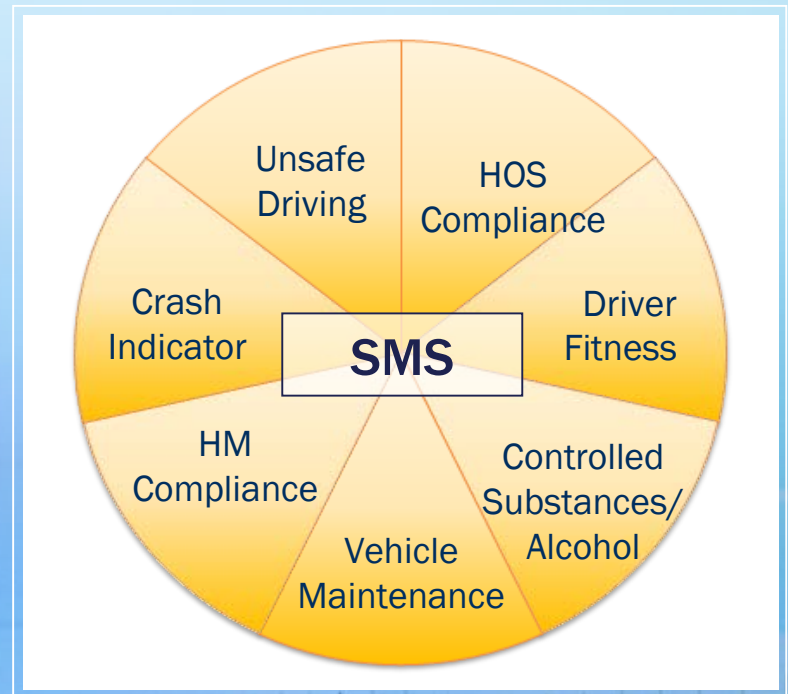 Unsafe
Driving
HOS
Compliance
Crash
Indicator
SMS
Driver
Fitness
HM
Compliance
Controlled
Substances/
Alcohol
Vehicle
Maintenance